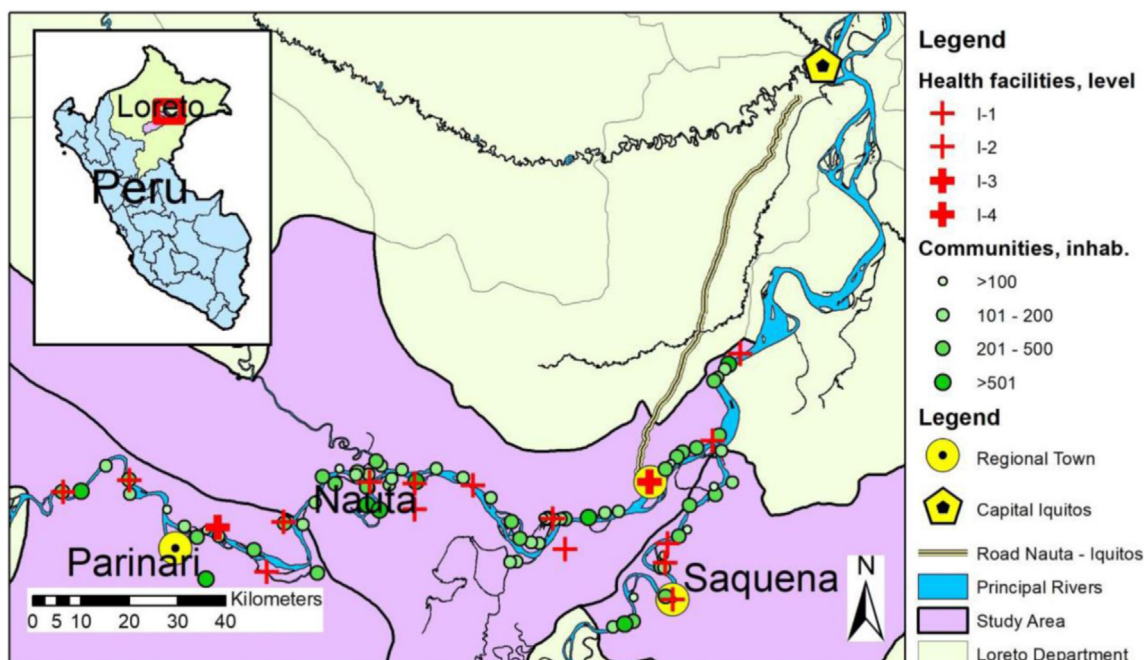 Loreto
Peru
Nauta
Parinari
Saquena
N
Kilometers
0 5 10 20 30 40
Legend
Health facilities, level
I-1
I-2
I-3
I-4
Communities, inhab.
>100
101 - 200
201 - 500
>501
Legend
Regional Town
Capital Iquitos
Road Nauta - Iquitos
Principal Rivers
Study Area
Loreto Department